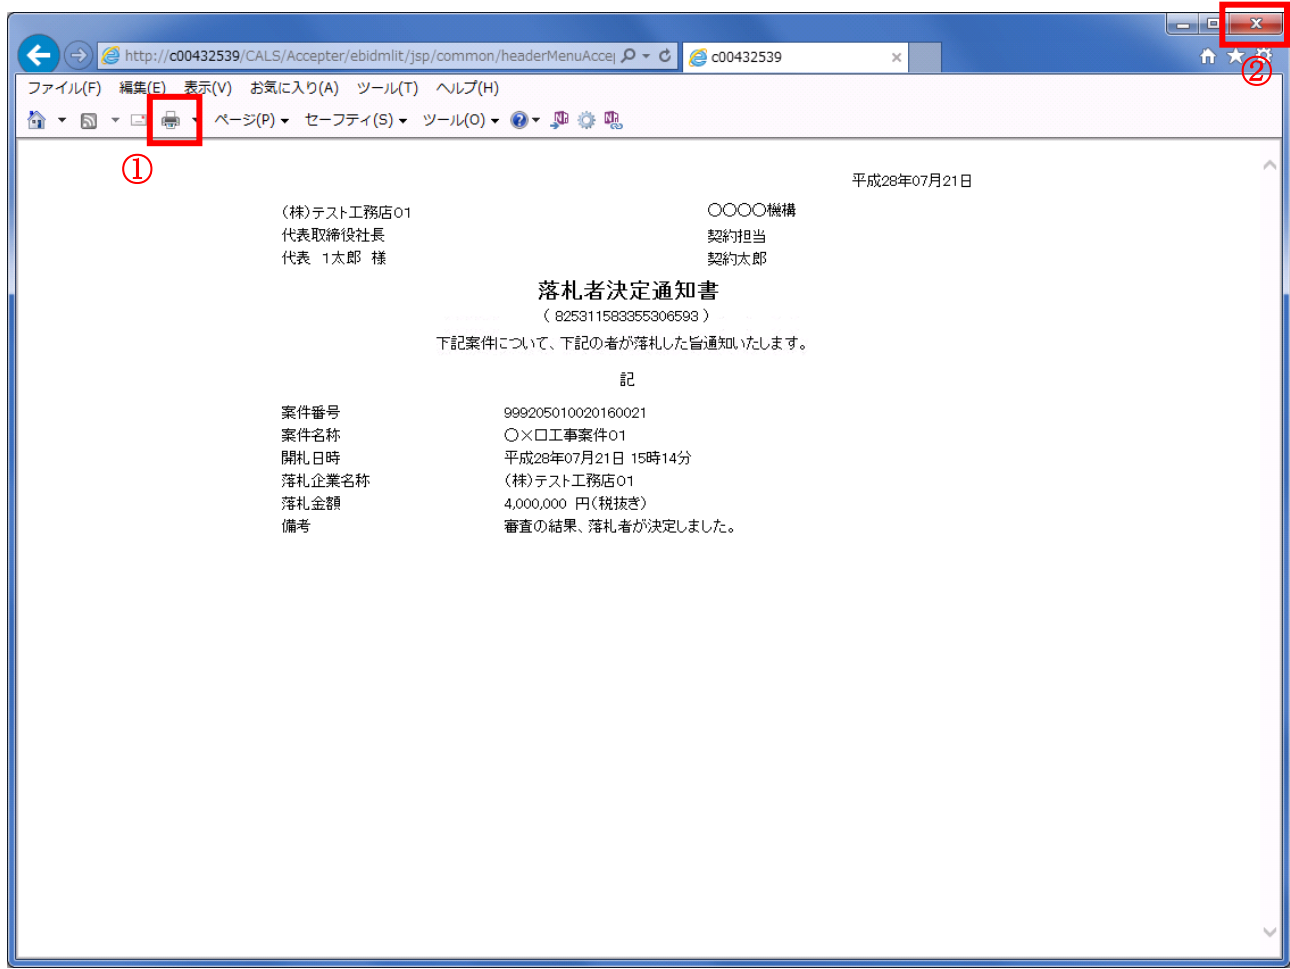 ②
http://c00432539/CALS/Accepter/ebidmlit/jsp/common/headerMenuAccep
c00432539
ファイル(F) 編集(E) 表示(V) お気に入り(A) ツール(T) ヘルプ(H)
ページ(P) セーフティ(S) ツール(O)
①
平成28年07月21日
(株)テスト工務店01
〇〇〇〇機構
代表取締役社長
契約担当
代表 1太郎 様
契約太郎
落札者決定通知書
( 825311583355306593 )
下記案件について、下記の者が落札した旨通知いたします。
記
案件番号 999205010020160021
案件名称 〇×口工事案件01
開札日時 平成28年07月21日 15時14分
落札企業名称 (株)テスト工務店01
落札金額 4,000,000 円(税抜き)
備考 審査の結果、落札者が決定しました。